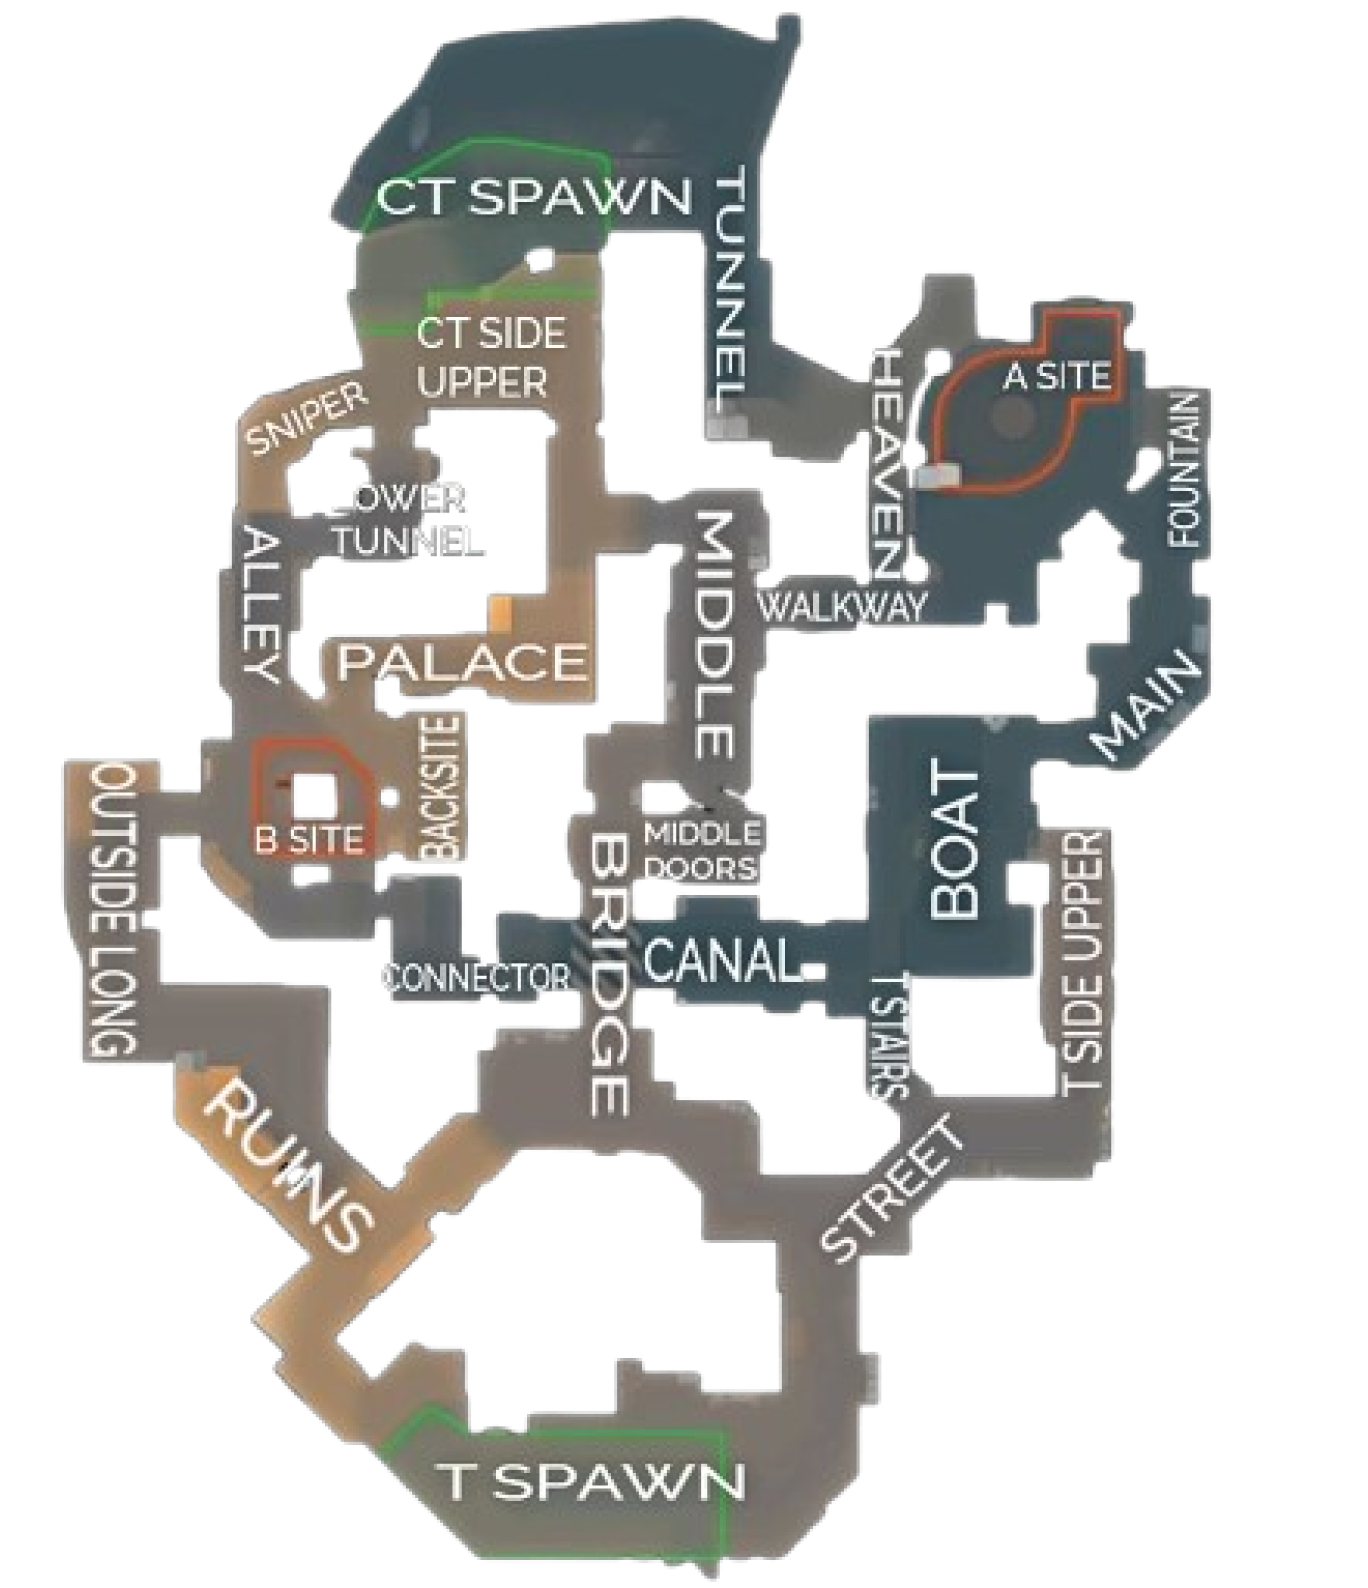 CT SPAWN
TUNNEL
CT SIDE
UPPER
SNIPER
HEAVEN
A SITE
FOUNTAIN
LOWER
TUNNEL
ALLEY
MIDDLE
WALKWAY
PALACE
MAIN
BACKSITE
OUTSIDE LONG
B SITE
MIDDLE
DOORS
BOAT
BRIDGE
T SIDE UPPER
CONNECTOR
CANAL
T STAIRS
RUINS
STREET
T SPAWN